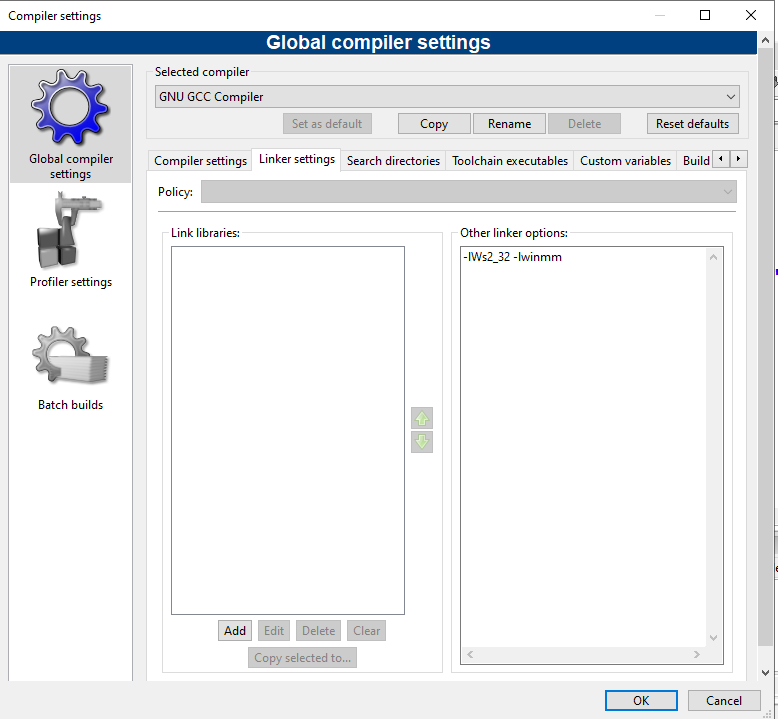 Compiler settings
Global compiler settings
Global compiler
settings
Profiler settings
Batch builds
Selected compiler
GNU GCC Compiler
Set as default
Copy
Rename
Delete
Reset defaults
Compiler settings
Linker settings
Search directories
Toolchain executables
Custom variables
Build
Policy:
Link libraries:
Add
Edit
Delete
Clear
Copy selected to...
Other linker options:
-lWs2_32 -lwinmm
OK
Cancel